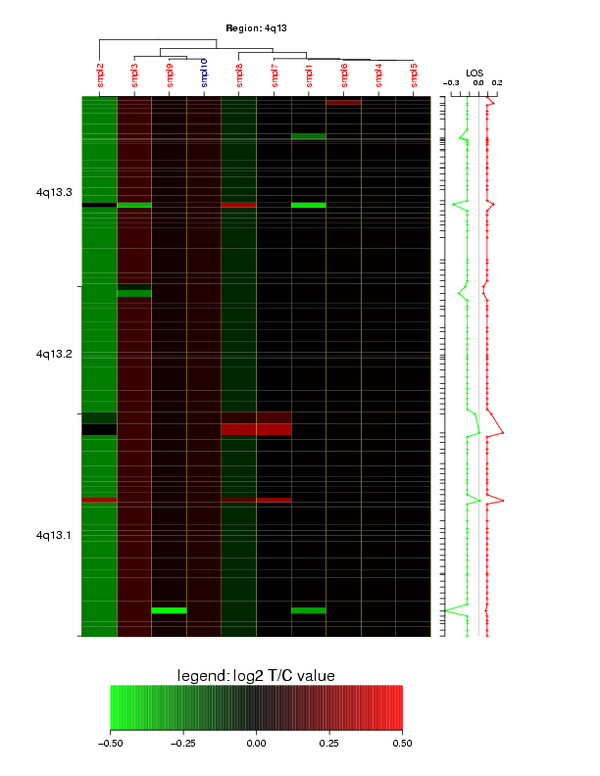 Region: 4q13
smpl2 smpl3 smpl9 smpl10 smpl8 smpl7 smpl1 smpl6 smpl4 smpl5
LOS
−0.3 0.0 0.2
4q13.3
4q13.2
4q13.1
legend: log2 T/C value
−0.50 −0.25 0.00 0.25 0.50